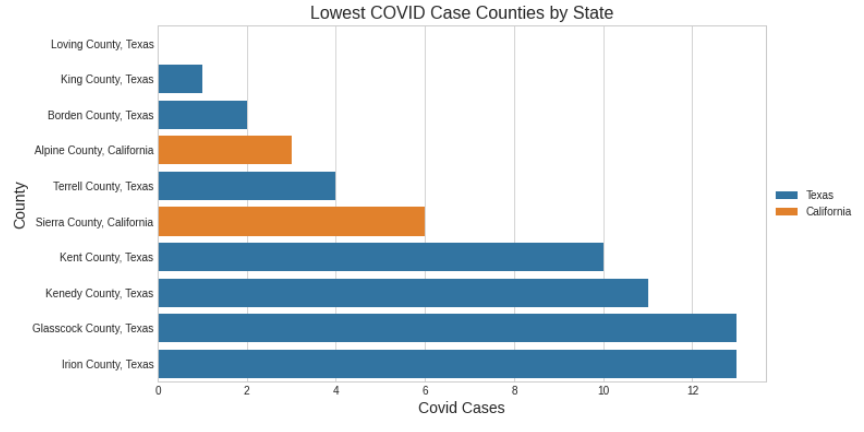 Lowest COVID Case Counties by State
County
Loving County, Texas
King County, Texas
Borden County, Texas
Alpine County, California
Terrell County, Texas
Sierra County, California
Kent County, Texas
Kenedy County, Texas
Glasscock County, Texas
Irion County, Texas
0 2 4 6 8 10 12
Covid Cases
Texas
California